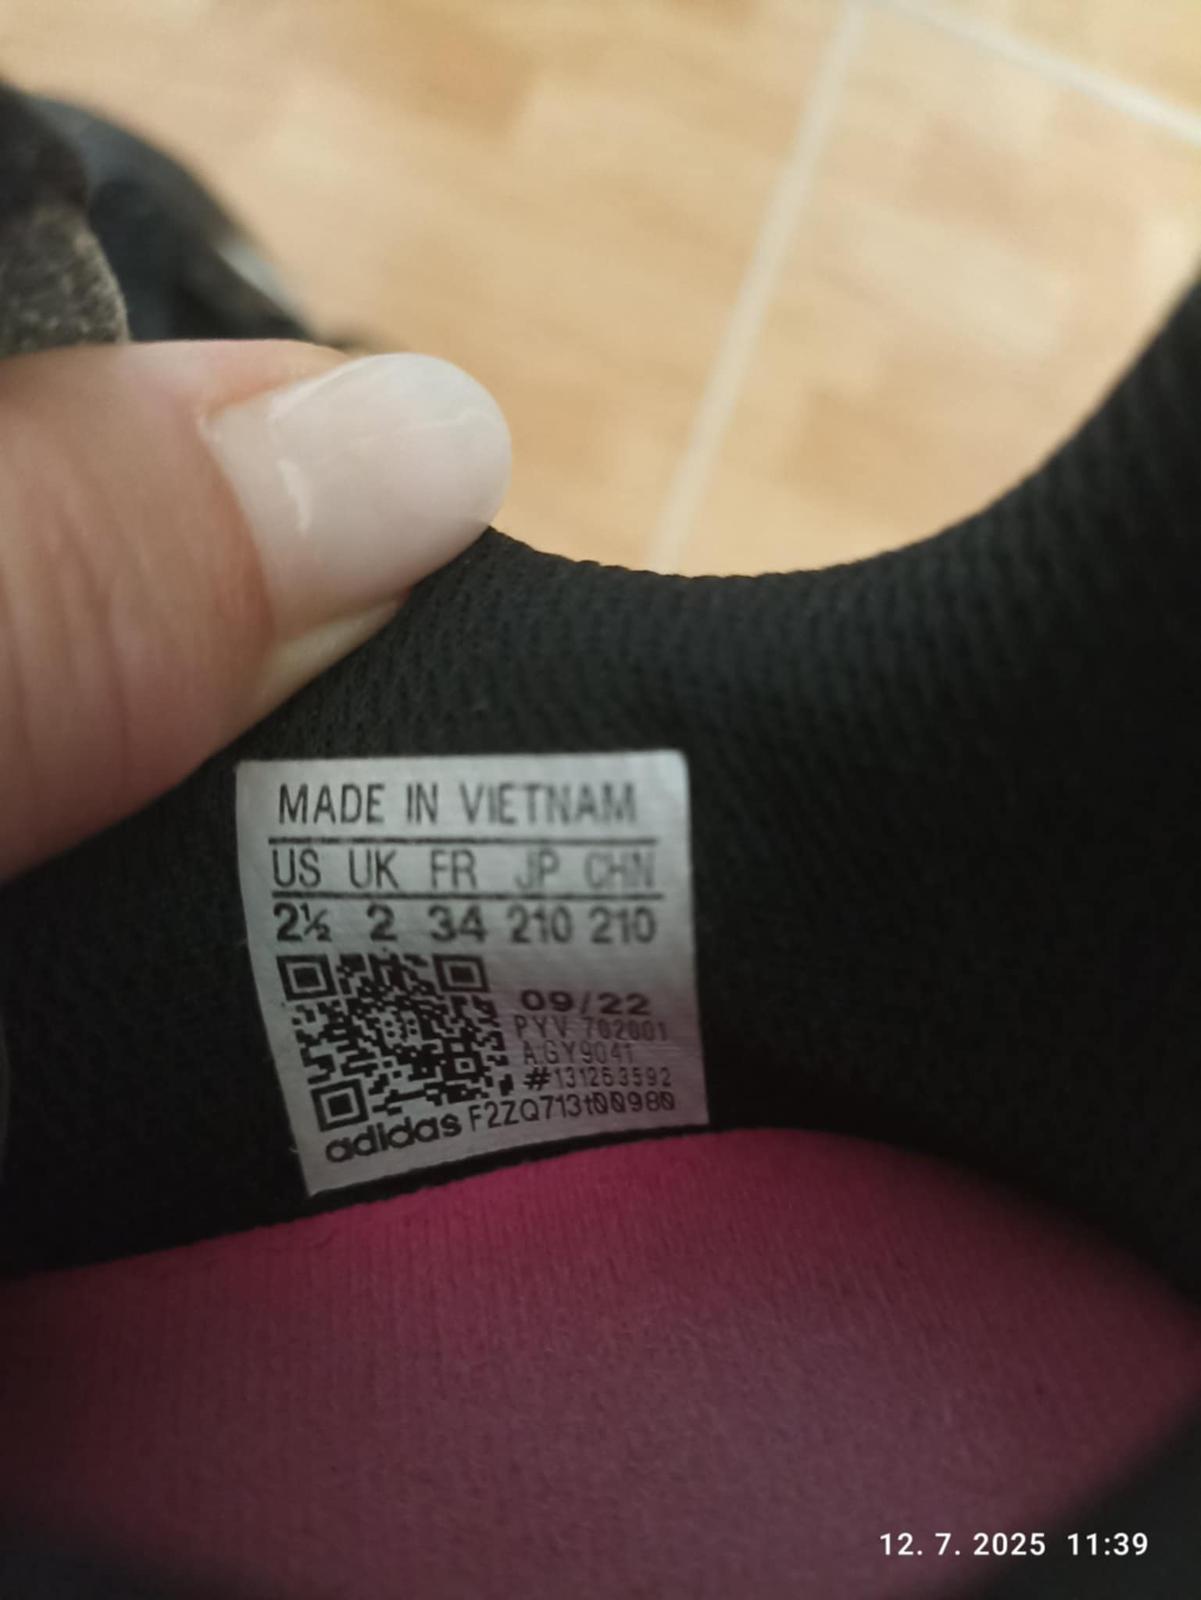 MADE IN VIETNAM
US UK FR JP CHN
2½ 2 34 210 210
09/22
PYV 702001
A:GY9041
#131263592
adidas F2ZQ713t00980
12. 7. 2025 11:39